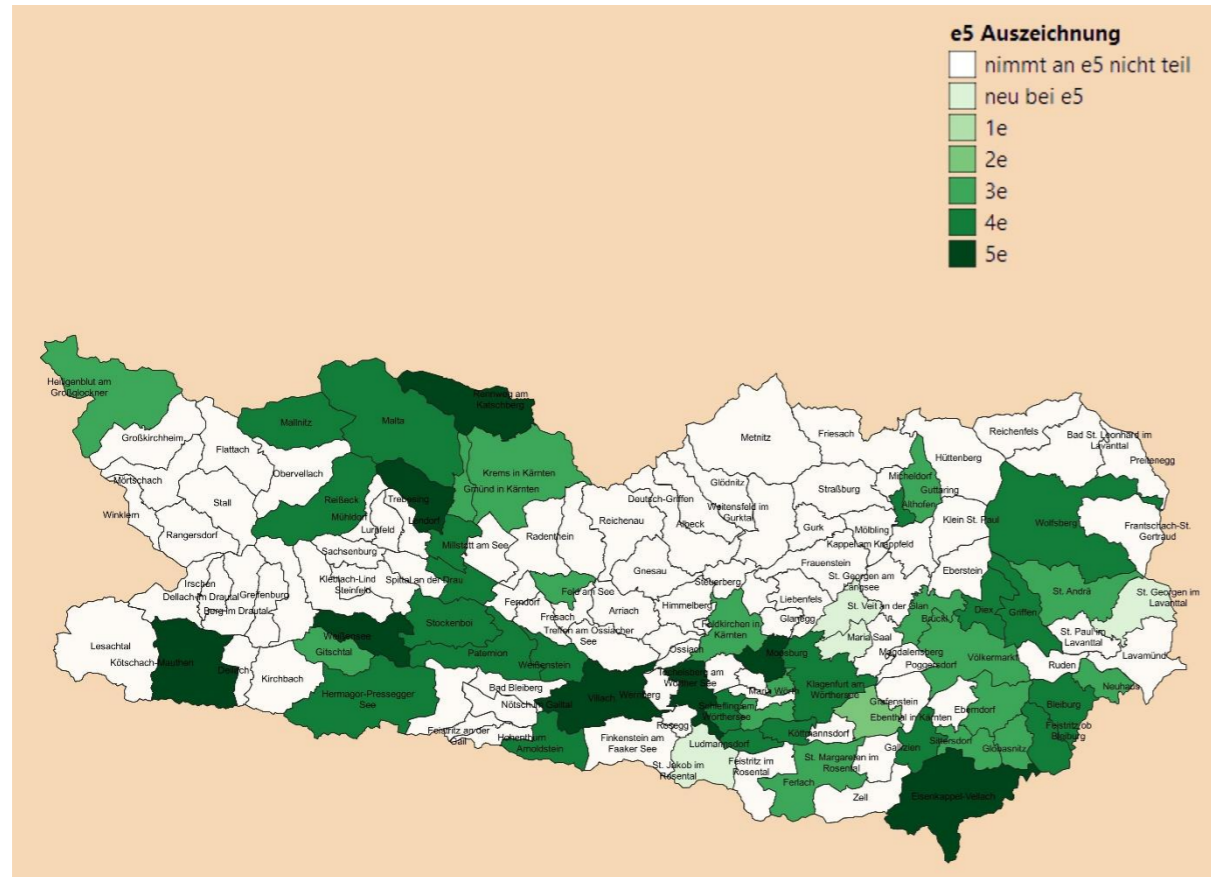 e5 Auszeichnung
nimmt an e5 nicht teil
neu bei e5
1e
2e
3e
4e
5e
Heiligenblut am
Großglockner
Großkirchheim
Mörtschach
Winklern
Rangersdorf
Stall
Flattach
Obervellach
Mallnitz
Malta
Rennweg am
Katschberg
Krems in Kärnten
Gmünd in Kärnten
Reißeck
Mühldorf
Trebesing
Lendorf
Lurnfeld
Millstatt am See
Sachsenburg
Kleblach-Lind
Steinfeld
Spittal an der Drau
Irschen
Dellach im Drautal
Greifenburg
Berg im Drautal
Lesachtal
Kötschach-Mauthen
Dellach
Kirchbach
Weißensee
Gitschtal
Hermagor-Pressegger
See
Stockenboi
Paternion
Weißenstein
Ferndorf
Fresach
Feld am See
Radenthein
Reichenau
Deutsch-Griffen
Albeck
Glödnitz
Weitensfeld im
Gurktal
Metnitz
Friesach
Straßburg
Gurk
Mölbling
Kappel am Krappfeld
Micheldorf
Althofen
Guttaring
Hüttenberg
Klein St. Paul
Eberstein
Reichenfels
Bad St. Leonhard im
Lavanttal
Preitenegg
Wolfsberg
Frantschach-St.
Gertraud
St. Andrä
St. Georgen im
Lavanttal
St. Paul im
Lavanttal
Lavamünd
Ruden
Neuhaus
Bleiburg
Feistritz ob
Bleiburg
Globasnitz
Sittersdorf
Eberndorf
Gallizien
Eisenkappel-Vellach
Völkermarkt
Diex
Griffen
Brückl
Magdalensberg
Poggersdorf
Maria Saal
St. Veit an der Glan
St. Georgen am
Längsee
Frauenstein
Liebenfels
Glanegg
Gnesau
Steuerberg
Himmelberg
Feldkirchen in
Kärnten
Arriach
Treffen am Ossiacher
See
Ossiach
Moosburg
Techelsberg am
Wörther See
Maria Wörth
Klagenfurt am
Wörthersee
Grafenstein
Ebenthal in Kärnten
Schiefling am
Wörthersee
Köttmannsdorf
Ludmannsdorf
Rosegg
St. Jakob im
Rosental
Feistritz im
Rosental
Ferlach
St. Margareten im
Rosental
Zell
Villach
Wernberg
Finkenstein am
Faaker See
Arnoldstein
Hohenthurn
Feistritz an der
Gail
Nötsch im Gailtal
Bad Bleiberg